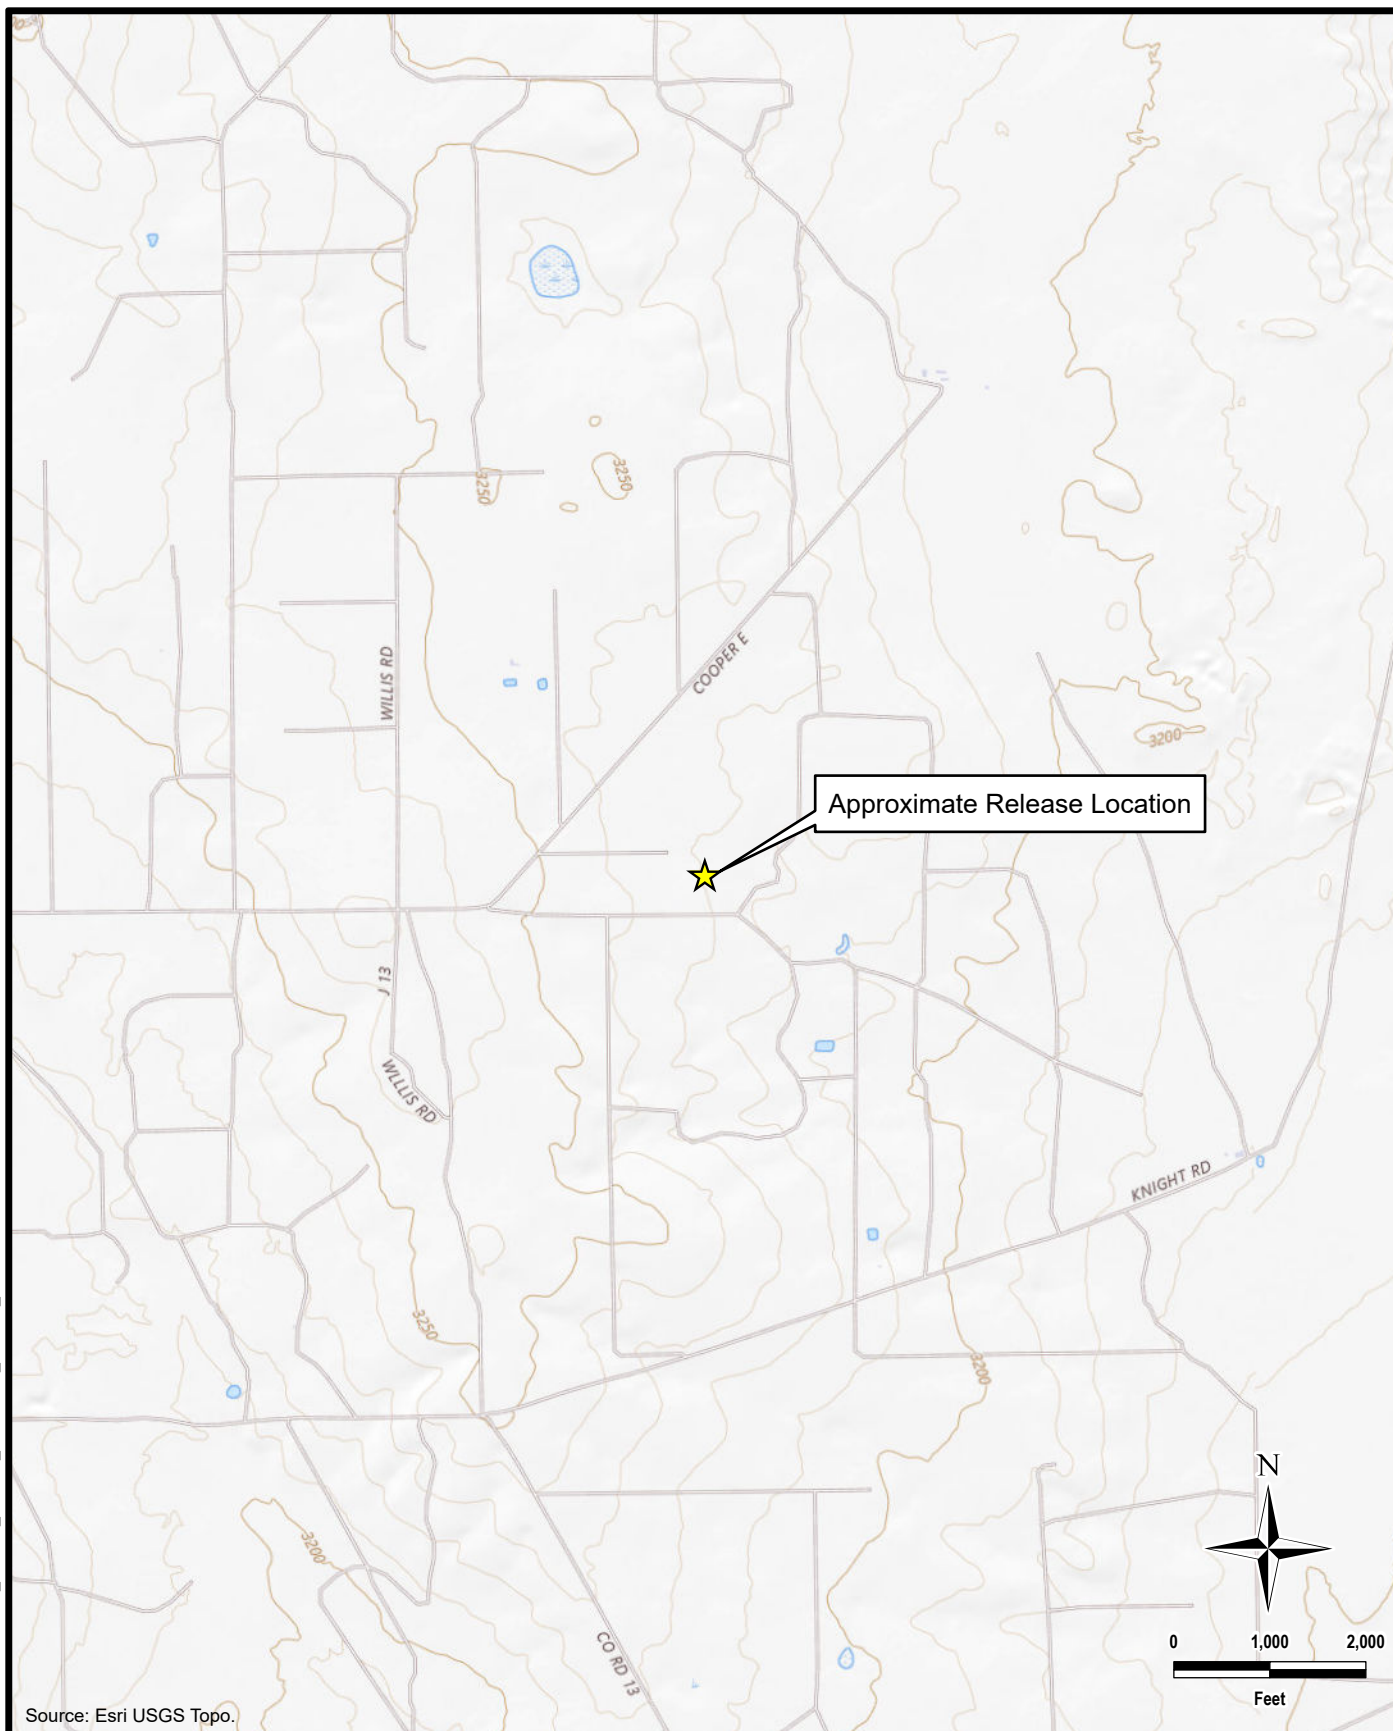 3250
3250
WILLIS RD
COOPER E
3200
Approximate Release Location
J 13
WLLLIS RD
KNIGHT RD
3250
3200
N
3200
CO RD 13
0 1,000 2,000
Feet
Source: Esri USGS Topo.